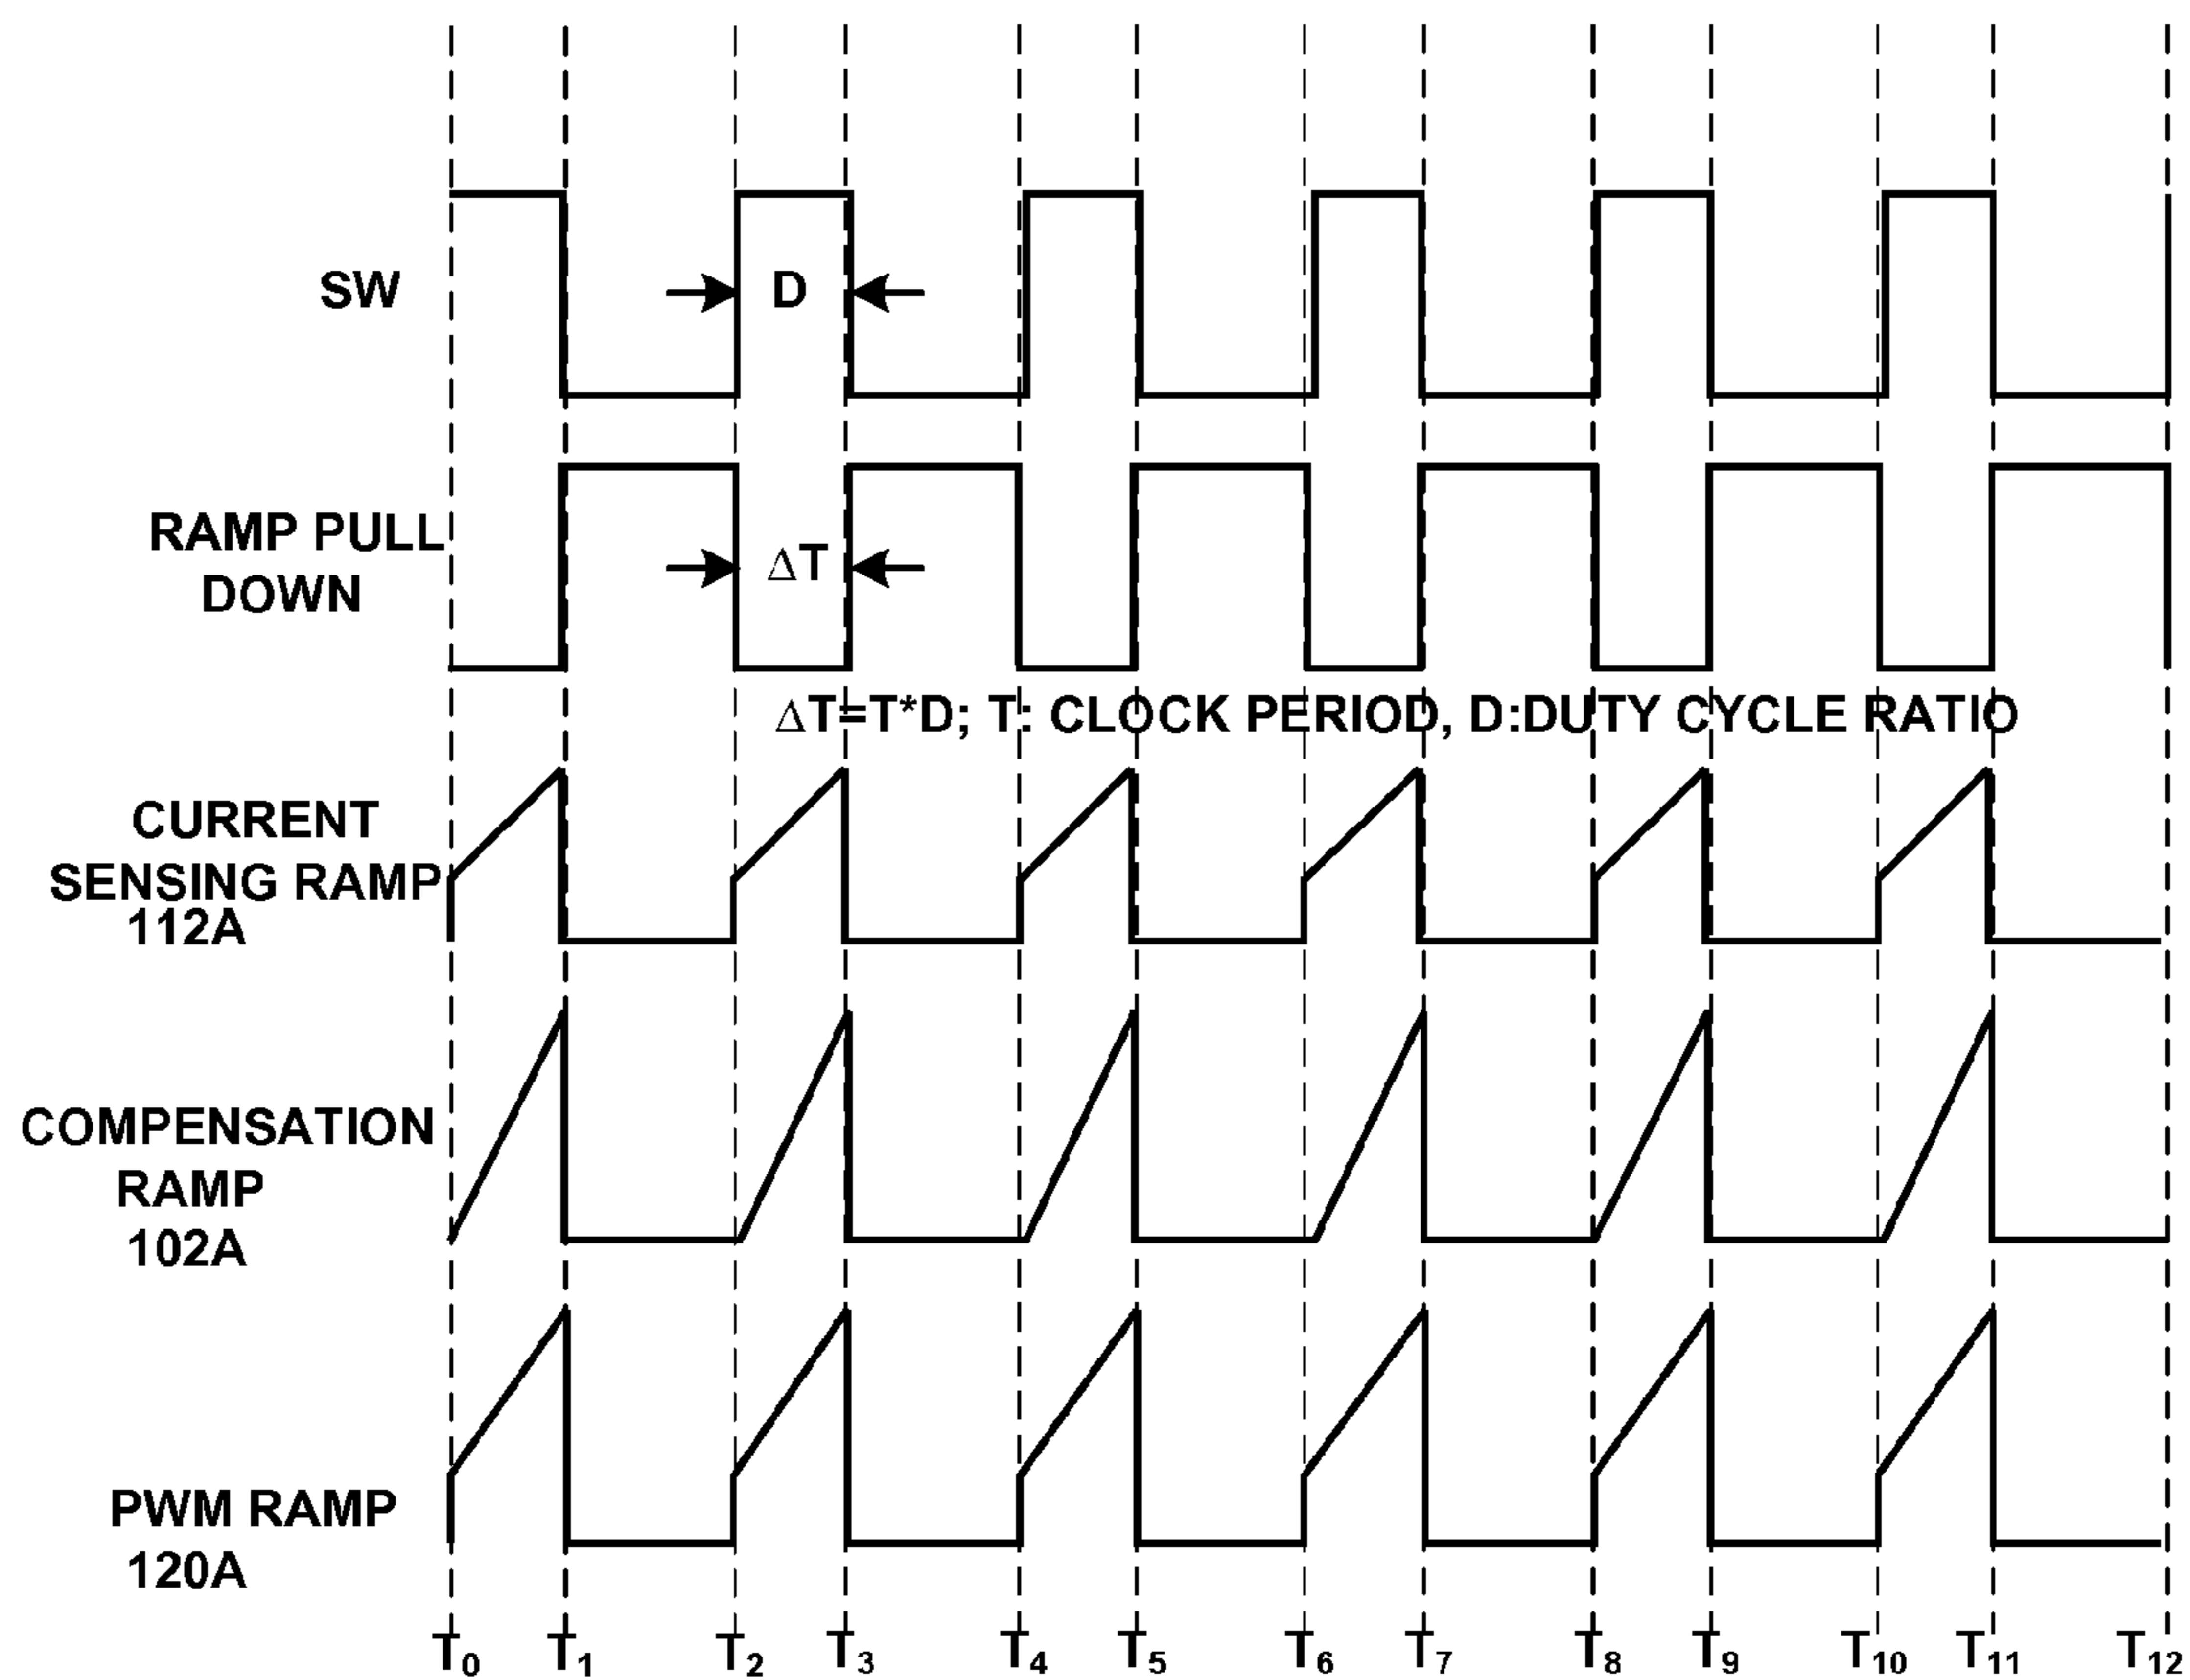 SW
D
RAMP PULL
DOWN
ΔT
ΔT=T*D; T: CLOCK PERIOD, D:DUTY CYCLE RATIO
CURRENT
SENSING RAMP
112A
COMPENSATION
RAMP
102A
PWM RAMP
120A
T0 T1 T2 T3 T4 T5 T6 T7 T8 T9 T10 T11 T12